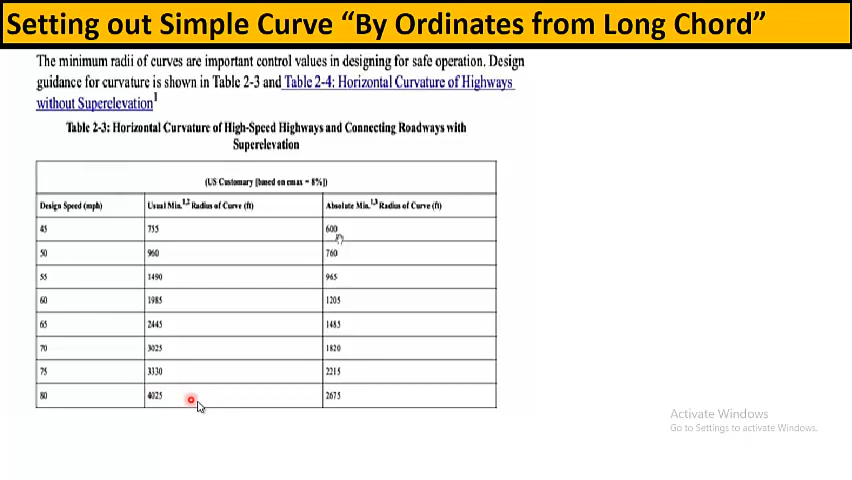 Setting out Simple Curve “By Ordinates from Long Chord”
The minimum radii of curves are important control values in designing for safe operation. Design
guidance for curvature is shown in Table 2-3 and Table 2-4: Horizontal Curvature of Highways
without Superelevation1
Table 2-3: Horizontal Curvature of High-Speed Highways and Connecting Roadways with
Superelevation
(US Customary [based on emax = 8%])
Design Speed (mph) Usual Min.1,2 Radius of Curve (ft) Absolute Min.1,3 Radius of Curve (ft)
45 755 600
50 960 760
55 1490 965
60 1985 1205
65 2445 1485
70 3025 1820
75 3330 2215
80 4025 2675
Activate Windows
Go to Settings to activate Windows.